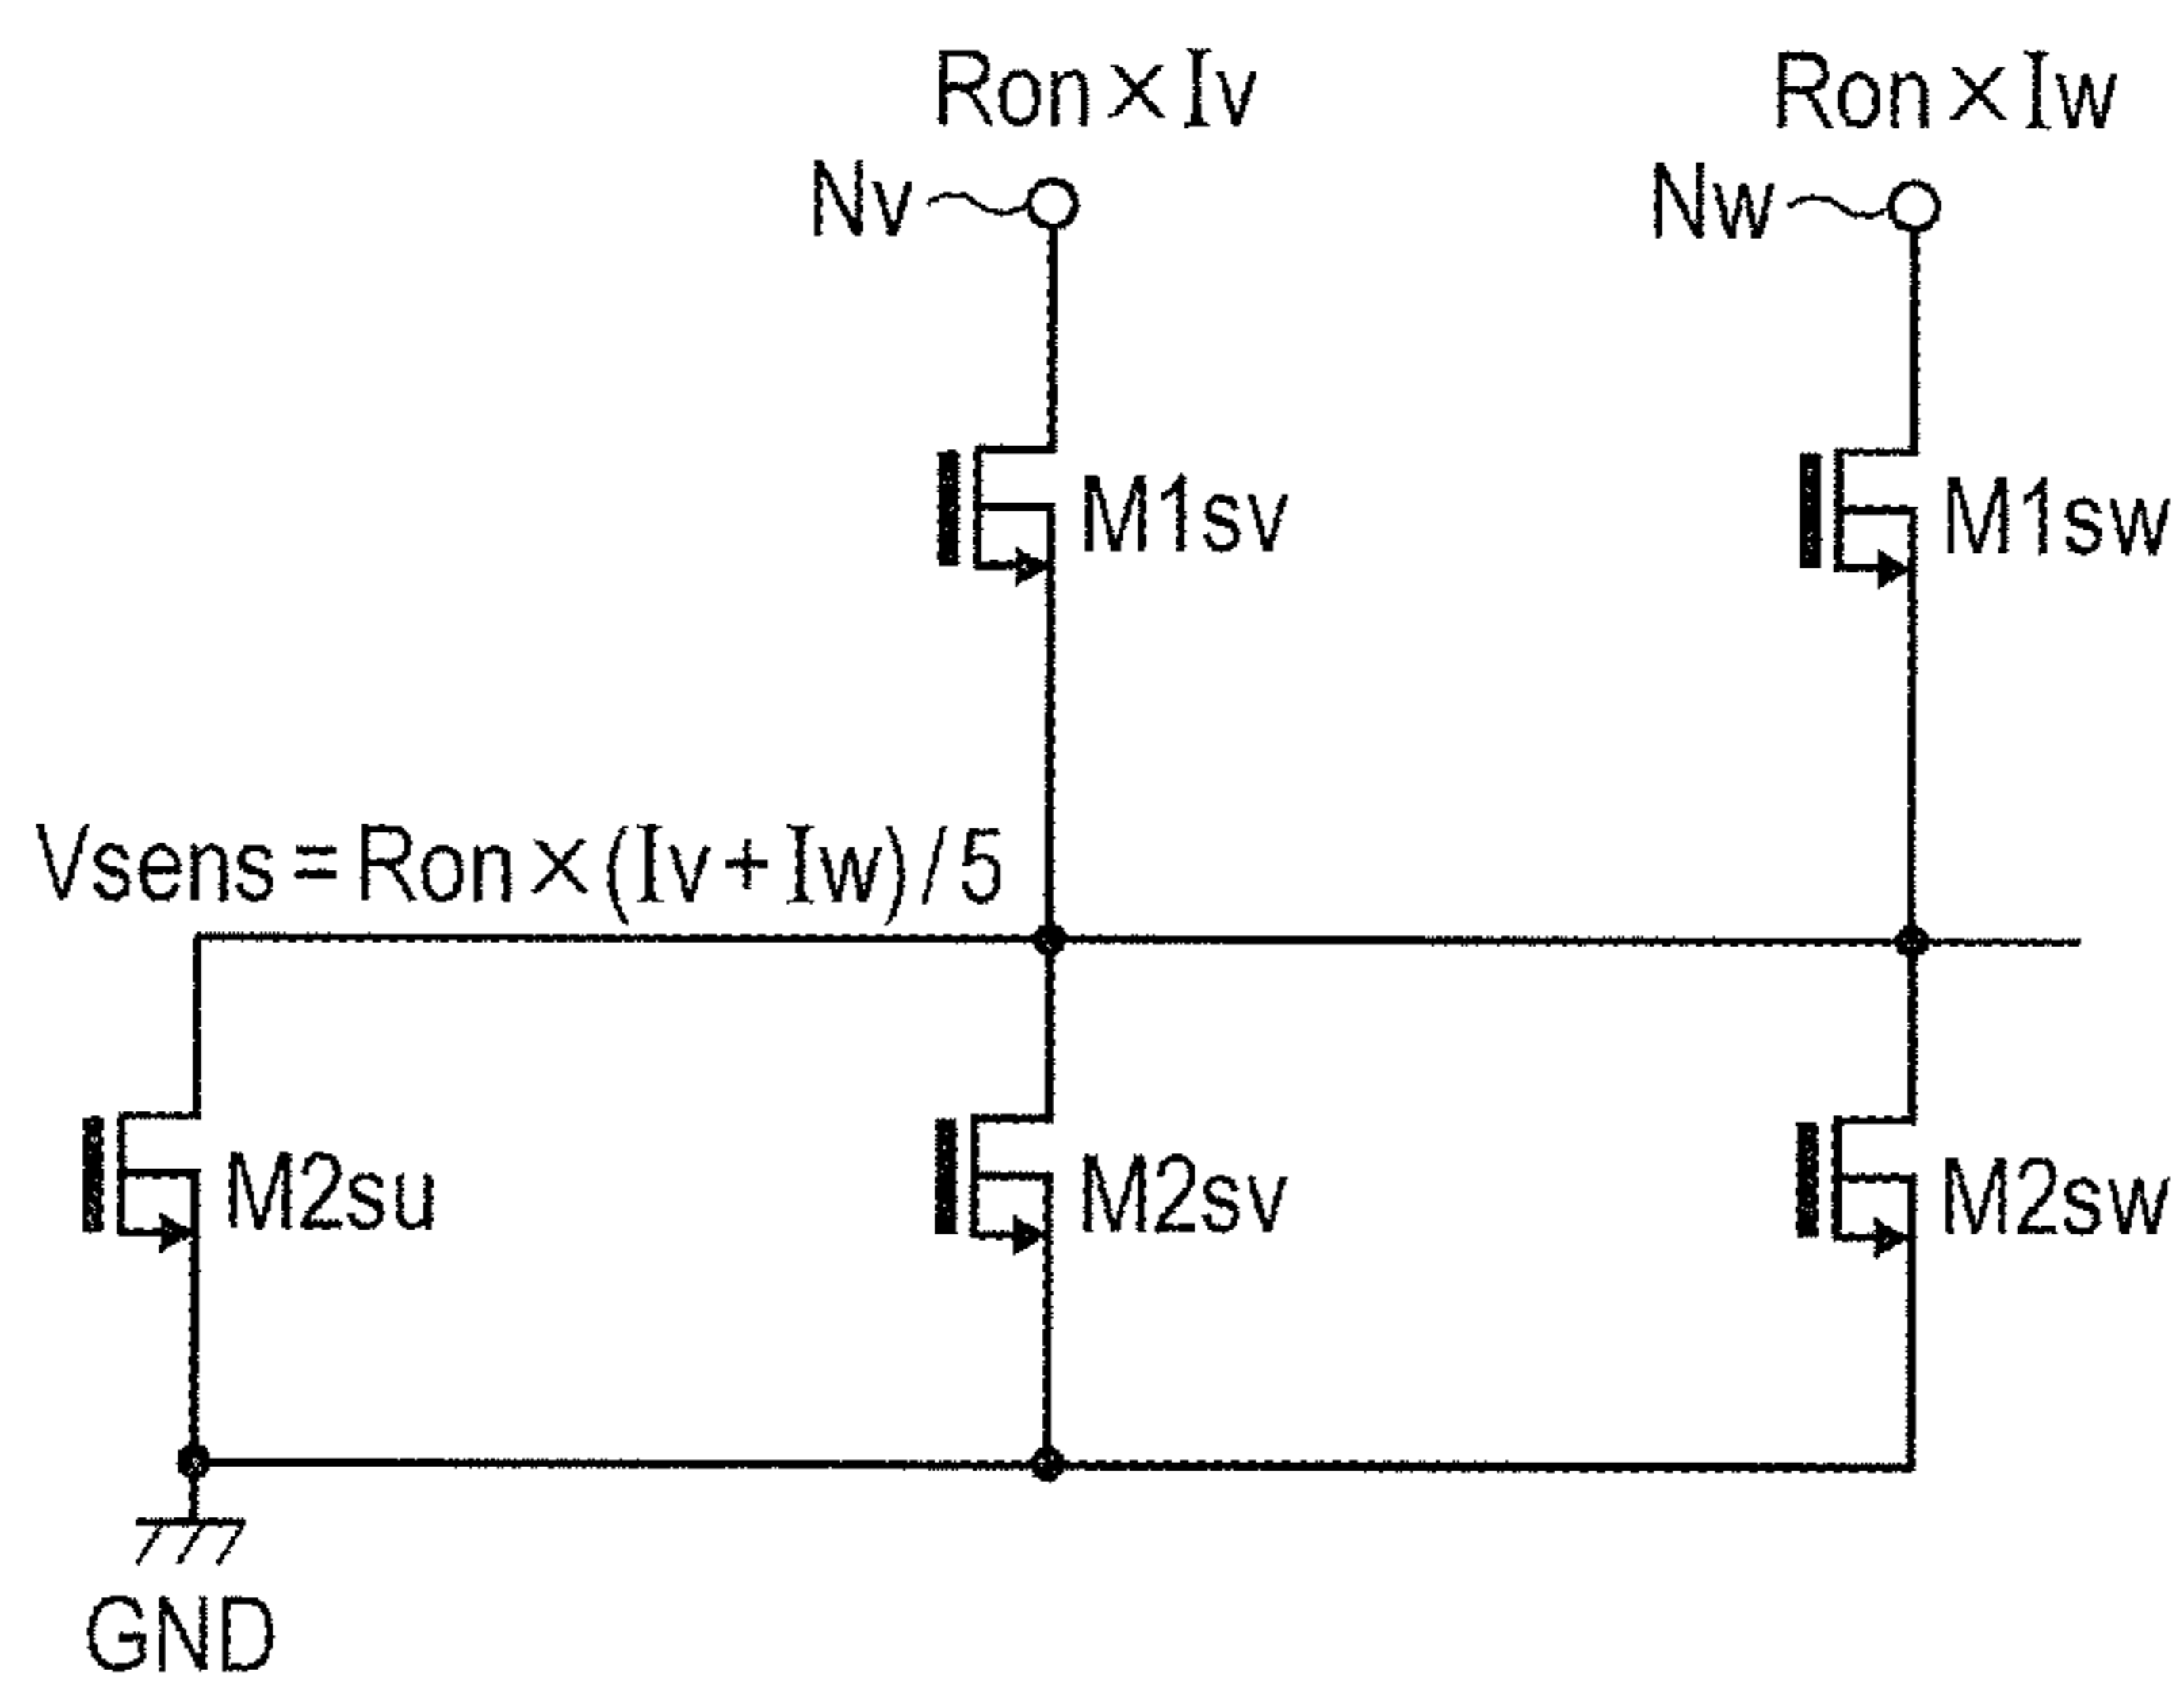 Ron×Iv
Ron×Iw
Nv
Nw
M1sv
M1sw
Vsens=Ron×(Iv+Iw)/5
M2su
M2sv
M2sw
GND